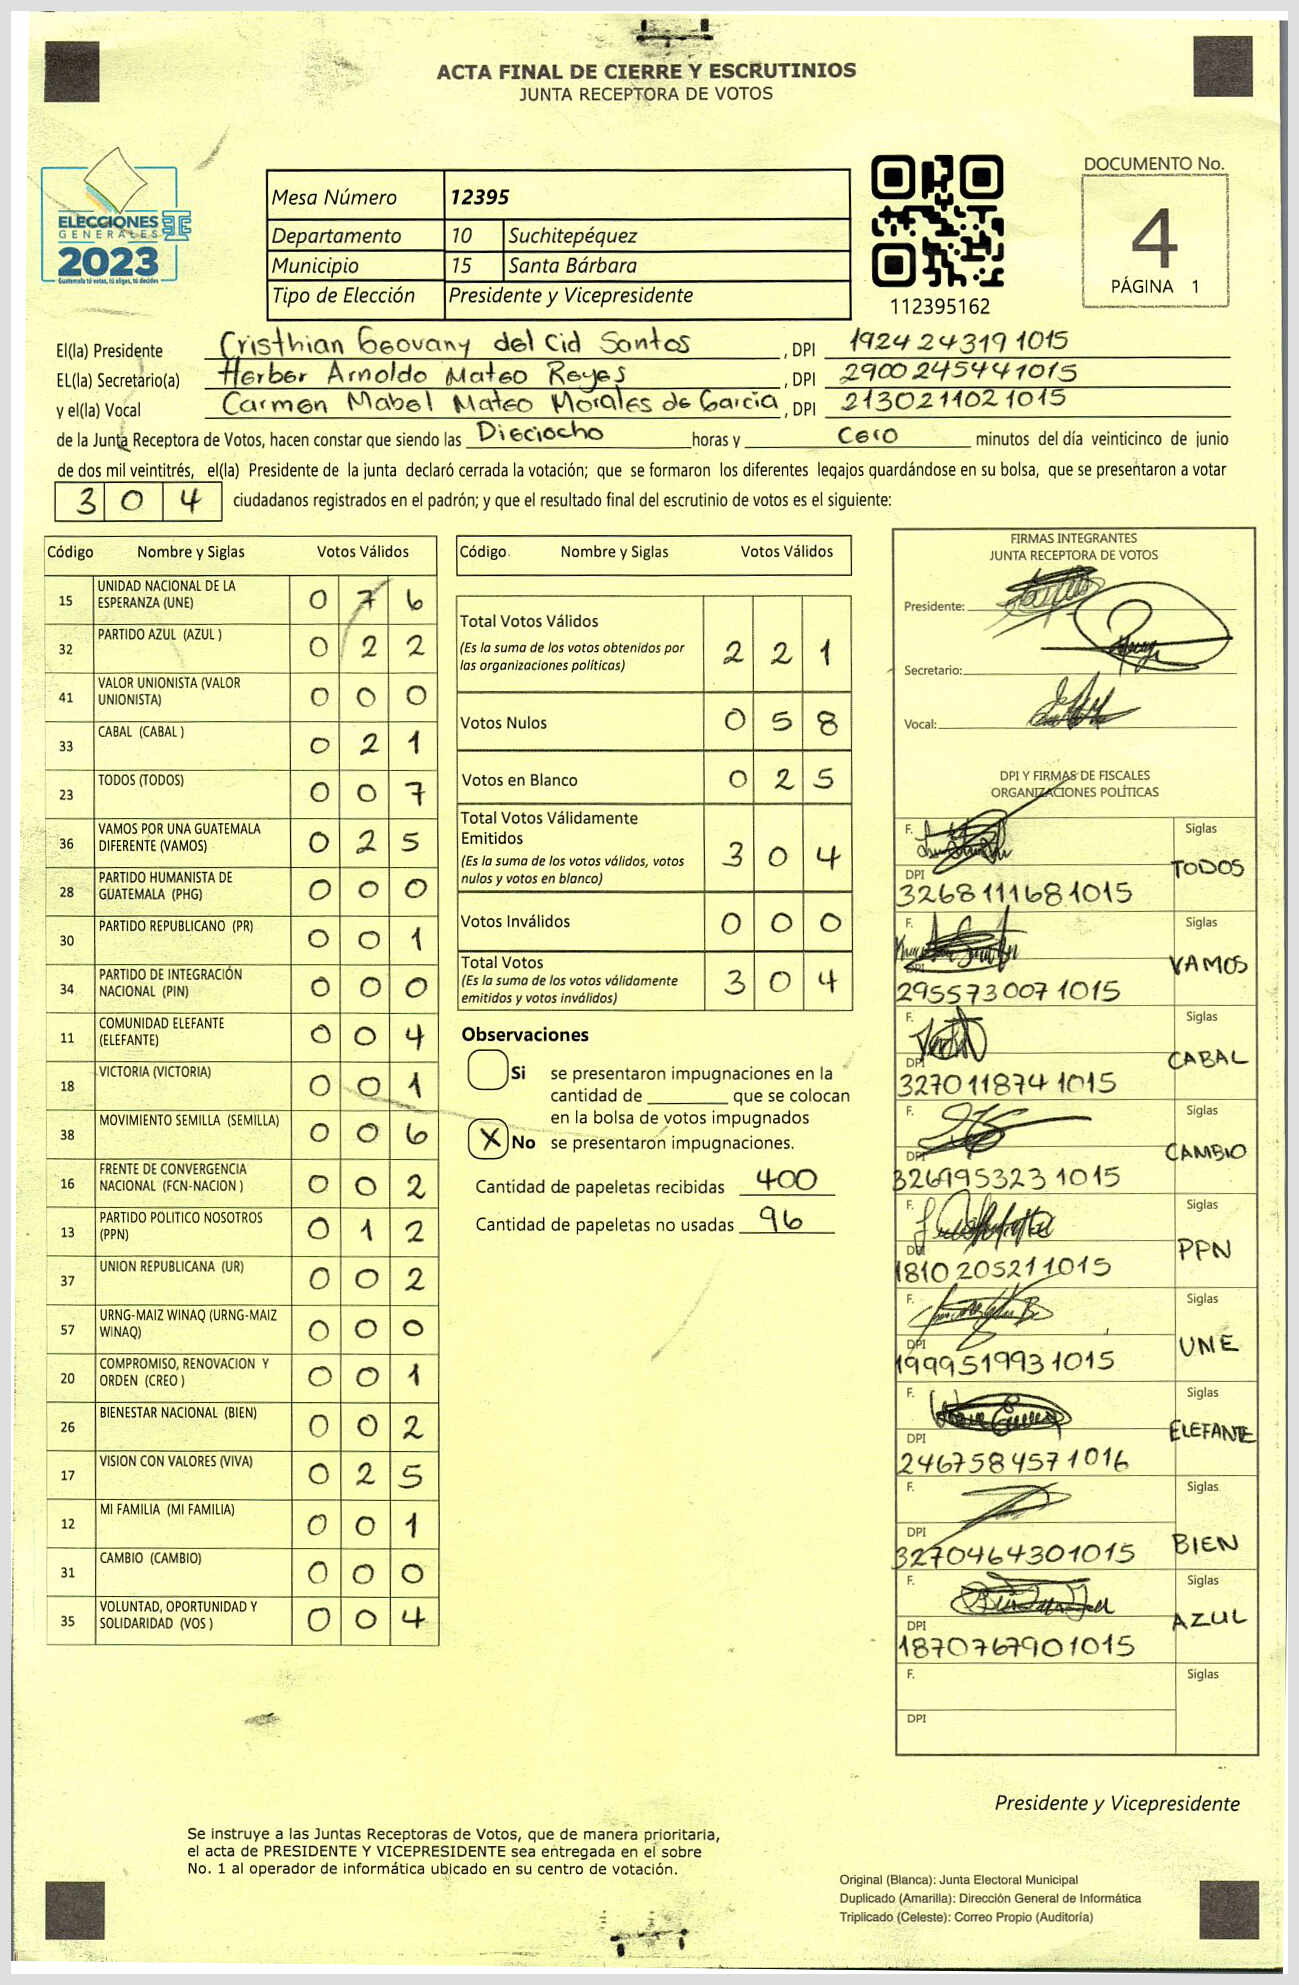 ACTA FINAL DE CIERRE Y ESCRUTINIOS
JUNTA RECEPTORA DE VOTOS
ELECCIONES
GENERALES
2023
Guatemala tú votas, tú eliges, tú decides
Mesa Número 12395
Departamento 10 Suchitepéquez
Municipio 15 Santa Bárbara
Tipo de Elección Presidente y Vicepresidente
112395162
DOCUMENTO No.
4
PÁGINA 1
El(la) Presidente Cristhian Geovany del Cid Santos, DPI 1924 24319 1015
EL(la) Secretario(a) Herber Arnoldo Mateo Reyes, DPI 2900 24544 1015
y el(la) Vocal Carmen Mabel Mateo Morales de Garcia, DPI 2130211021015
de la Junta Receptora de Votos, hacen constar que siendo las Dieciocho horas y Cero minutos del día veinticinco de junio
de dos mil veintitrés, el(la) Presidente de la junta declaró cerrada la votación; que se formaron los diferentes legajos guardándose en su bolsa, que se presentaron a votar
3 0 4 ciudadanos registrados en el padrón; y que el resultado final del escrutinio de votos es el siguiente:
Código Nombre y Siglas Votos Válidos
15 UNIDAD NACIONAL DE LA ESPERANZA (UNE) 0 7 6
32 PARTIDO AZUL (AZUL ) 0 2 2
41 VALOR UNIONISTA (VALOR UNIONISTA) 0 0 0
33 CABAL (CABAL ) 0 2 1
23 TODOS (TODOS) 0 0 7
36 VAMOS POR UNA GUATEMALA DIFERENTE (VAMOS) 0 2 5
28 PARTIDO HUMANISTA DE GUATEMALA (PHG) 0 0 0
30 PARTIDO REPUBLICANO (PR) 0 0 1
34 PARTIDO DE INTEGRACIÓN NACIONAL (PIN) 0 0 0
11 COMUNIDAD ELEFANTE (ELEFANTE) 0 0 4
18 VICTORIA (VICTORIA) 0 0 1
38 MOVIMIENTO SEMILLA (SEMILLA) 0 0 6
16 FRENTE DE CONVERGENCIA NACIONAL (FCN-NACION ) 0 0 2
13 PARTIDO POLITICO NOSOTROS (PPN) 0 1 2
37 UNION REPUBLICANA (UR) 0 0 2
57 URNG-MAIZ WINAQ (URNG-MAIZ WINAQ) 0 0 0
20 COMPROMISO, RENOVACION Y ORDEN (CREO ) 0 0 1
26 BIENESTAR NACIONAL (BIEN) 0 0 2
17 VISION CON VALORES (VIVA) 0 2 5
12 MI FAMILIA (MI FAMILIA) 0 0 1
31 CAMBIO (CAMBIO) 0 0 0
35 VOLUNTAD, OPORTUNIDAD Y SOLIDARIDAD (VOS ) 0 0 4
Código Nombre y Siglas Votos Válidos
Total Votos Válidos 2 2 1
(Es la suma de los votos obtenidos por
las organizaciones políticas)
Votos Nulos 0 5 8
Votos en Blanco 0 2 5
Total Votos Válidamente
Emitidos 3 0 4
(Es la suma de los votos válidos, votos
nulos y votos en blanco)
Votos Inválidos 0 0 0
Total Votos 3 0 4
(Es la suma de los votos válidamente
emitidos y votos inválidos)
Observaciones
Si se presentaron impugnaciones en la
cantidad de ________ que se colocan
en la bolsa de votos impugnados
X No se presentaron impugnaciones.
Cantidad de papeletas recibidas 400
Cantidad de papeletas no usadas 96
FIRMAS INTEGRANTES
JUNTA RECEPTORA DE VOTOS
Presidente:
Secretario:
Vocal:
DPI Y FIRMAS DE FISCALES
ORGANIZACIONES POLÍTICAS
F. Siglas
DPI TODOS
3268 11168 1015
F. Siglas
DPI VAMOS
295573007 1015
F. Siglas
DPI CABAL
327011874 1015
F. Siglas
DPI CAMBIO
326995323 1015
F. Siglas
DPI PPN
1810 20521 1015
F. Siglas
DPI UNE
199951993 1015
F. Siglas
DPI ELEFANTE
246758457 1016
F. Siglas
DPI BIEN
3270464301015
F. Siglas
DPI AZUL
1870767901015
F. Siglas
DPI
Presidente y Vicepresidente
Se instruye a las Juntas Receptoras de Votos, que de manera prioritaria,
el acta de PRESIDENTE Y VICEPRESIDENTE sea entregada en el sobre
No. 1 al operador de informática ubicado en su centro de votación.
Original (Blanca): Junta Electoral Municipal
Duplicado (Amarilla): Dirección General de Informática
Triplicado (Celeste): Correo Propio (Auditoría)